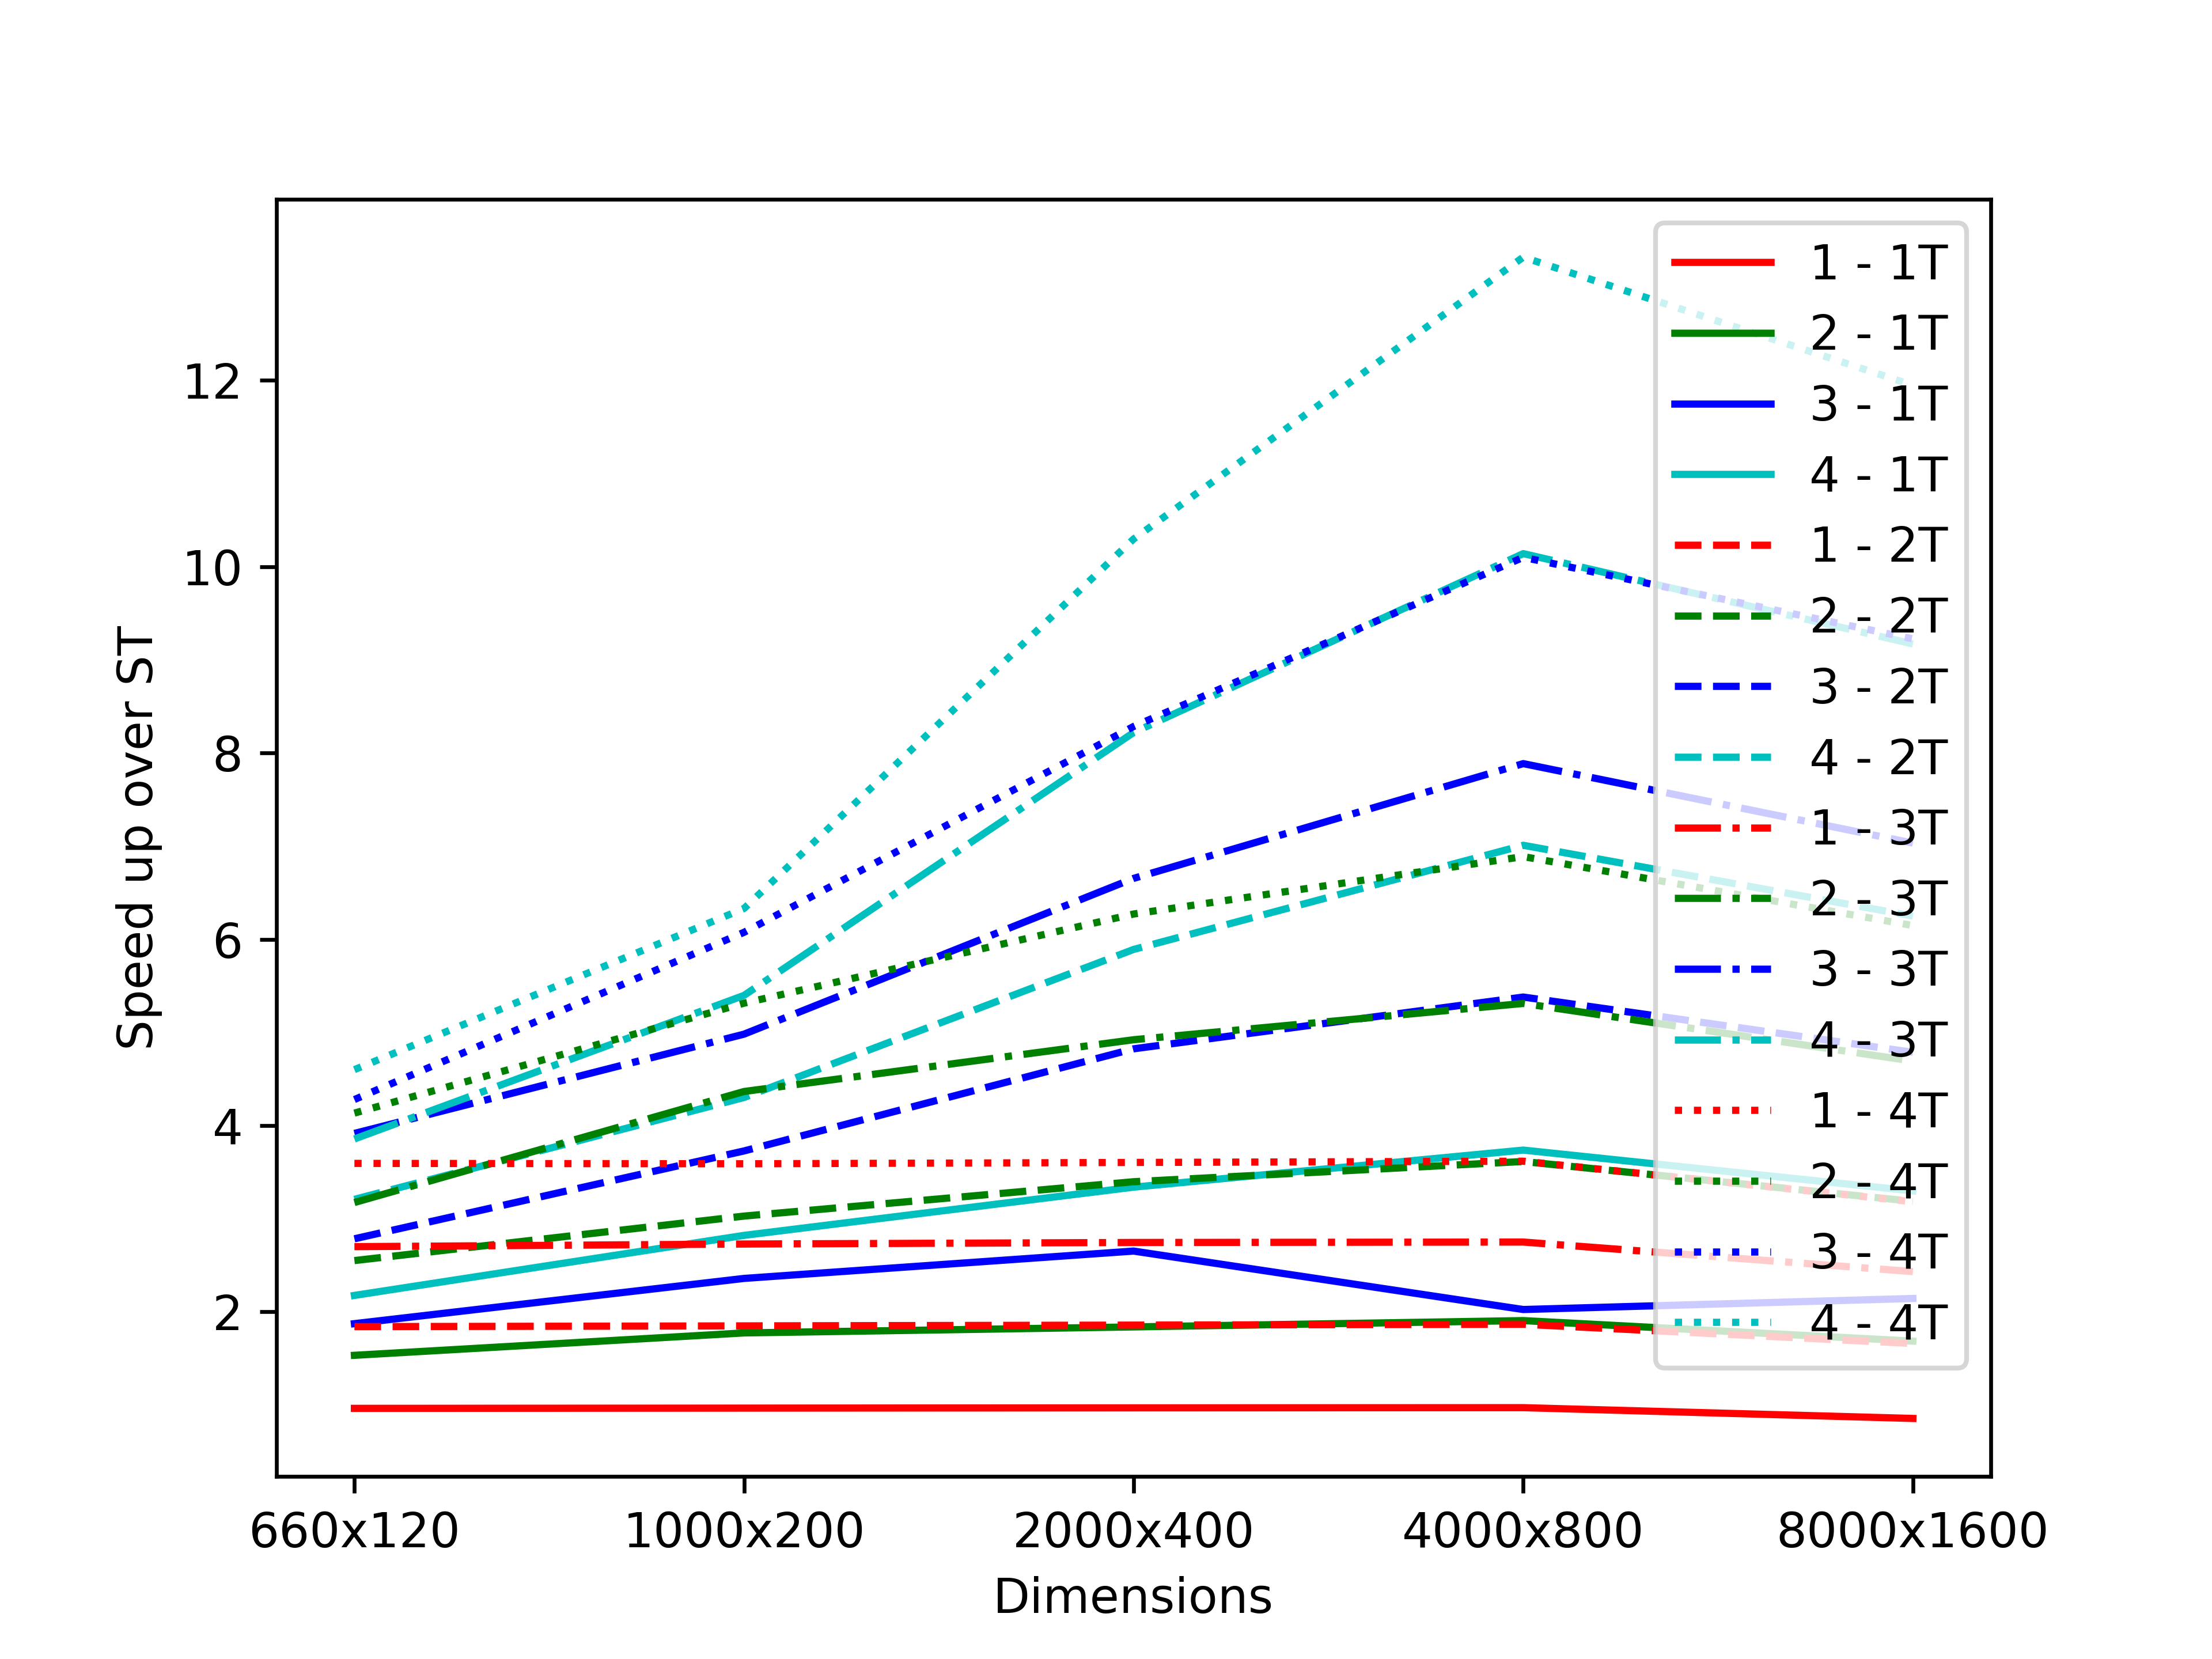 1 - 1T
2 - 1T
3 - 1T
4 - 1T
1 - 2T
2 - 2T
3 - 2T
4 - 2T
1 - 3T
2 - 3T
3 - 3T
4 - 3T
1 - 4T
2 - 4T
3 - 4T
4 - 4T
12
10
8
6
4
2
Speed up over ST
660x120 1000x200 2000x400 4000x800 8000x1600
Dimensions